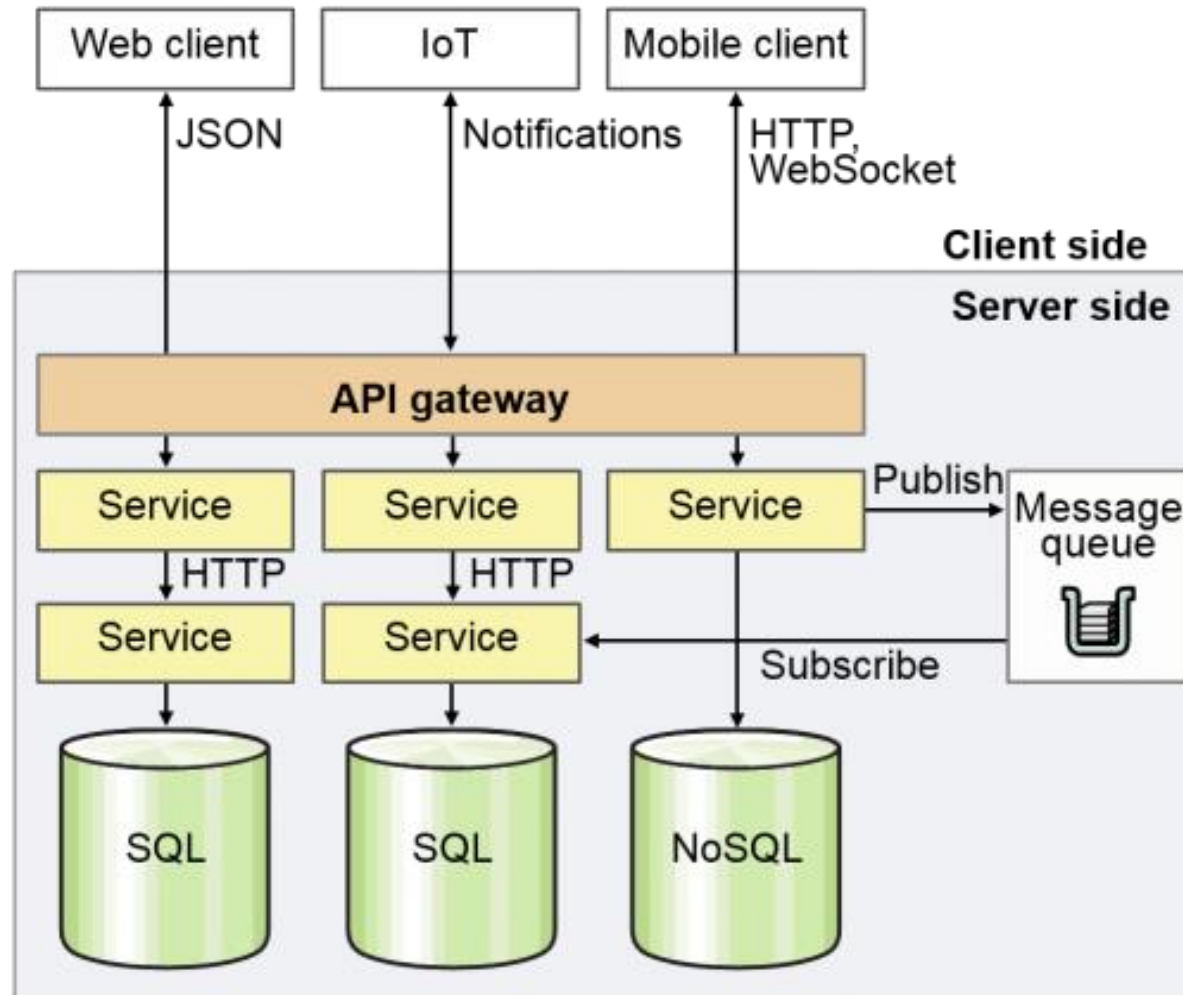 Web client
IoT
Mobile client
JSON
Notifications
HTTP,
WebSocket
Client side
Server side
API gateway
Service
Service
Service
Publish
Message
queue
HTTP
HTTP
Service
Service
Subscribe
SQL
SQL
NoSQL